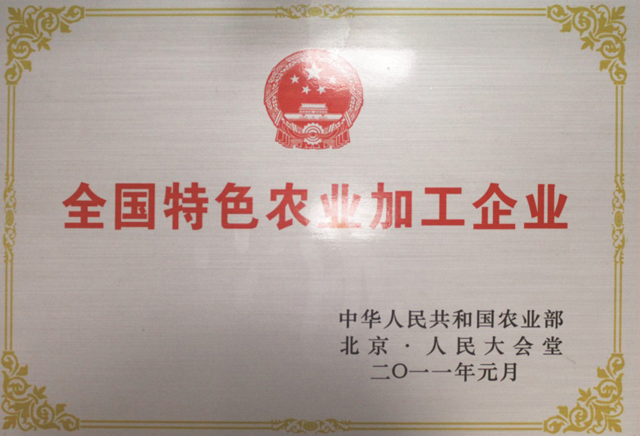 全国特色农业加工企业
中华人民共和国农业部
北京·人民大会堂
二〇一一年元月